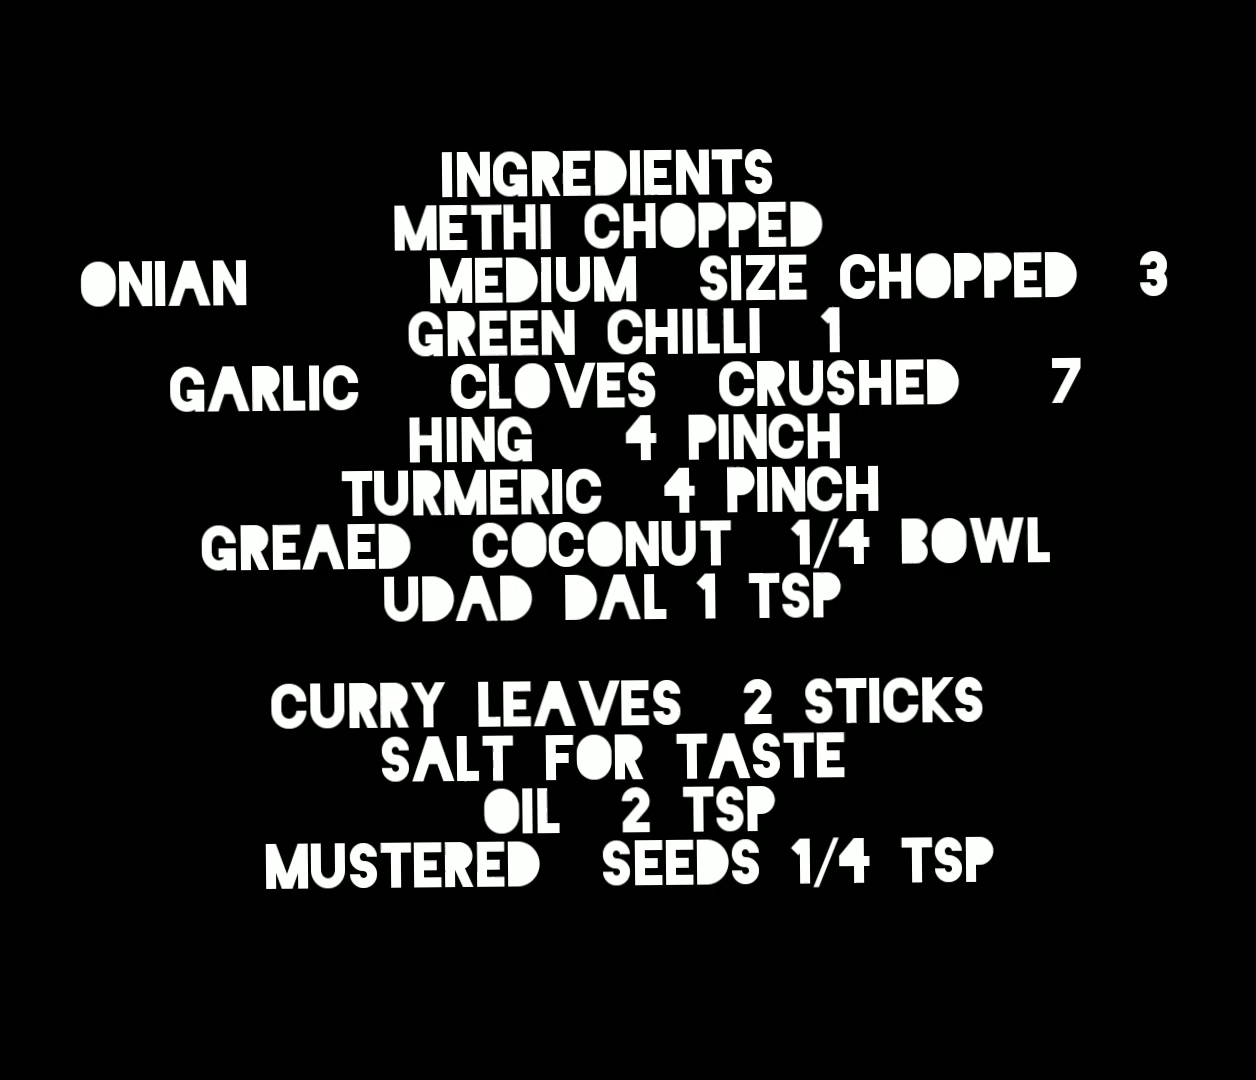 INGREDIENTS
METHI CHOPPED
ONIAN MEDIUM SIZE CHOPPED 3
GREEN CHILLI 1
GARLIC CLOVES CRUSHED 7
HING 4 PINCH
TURMERIC 4 PINCH
GREAED COCONUT 1/4 BOWL
UDAD DAL 1 TSP
CURRY LEAVES 2 STICKS
SALT FOR TASTE
OIL 2 TSP
MUSTERED SEEDS 1/4 TSP